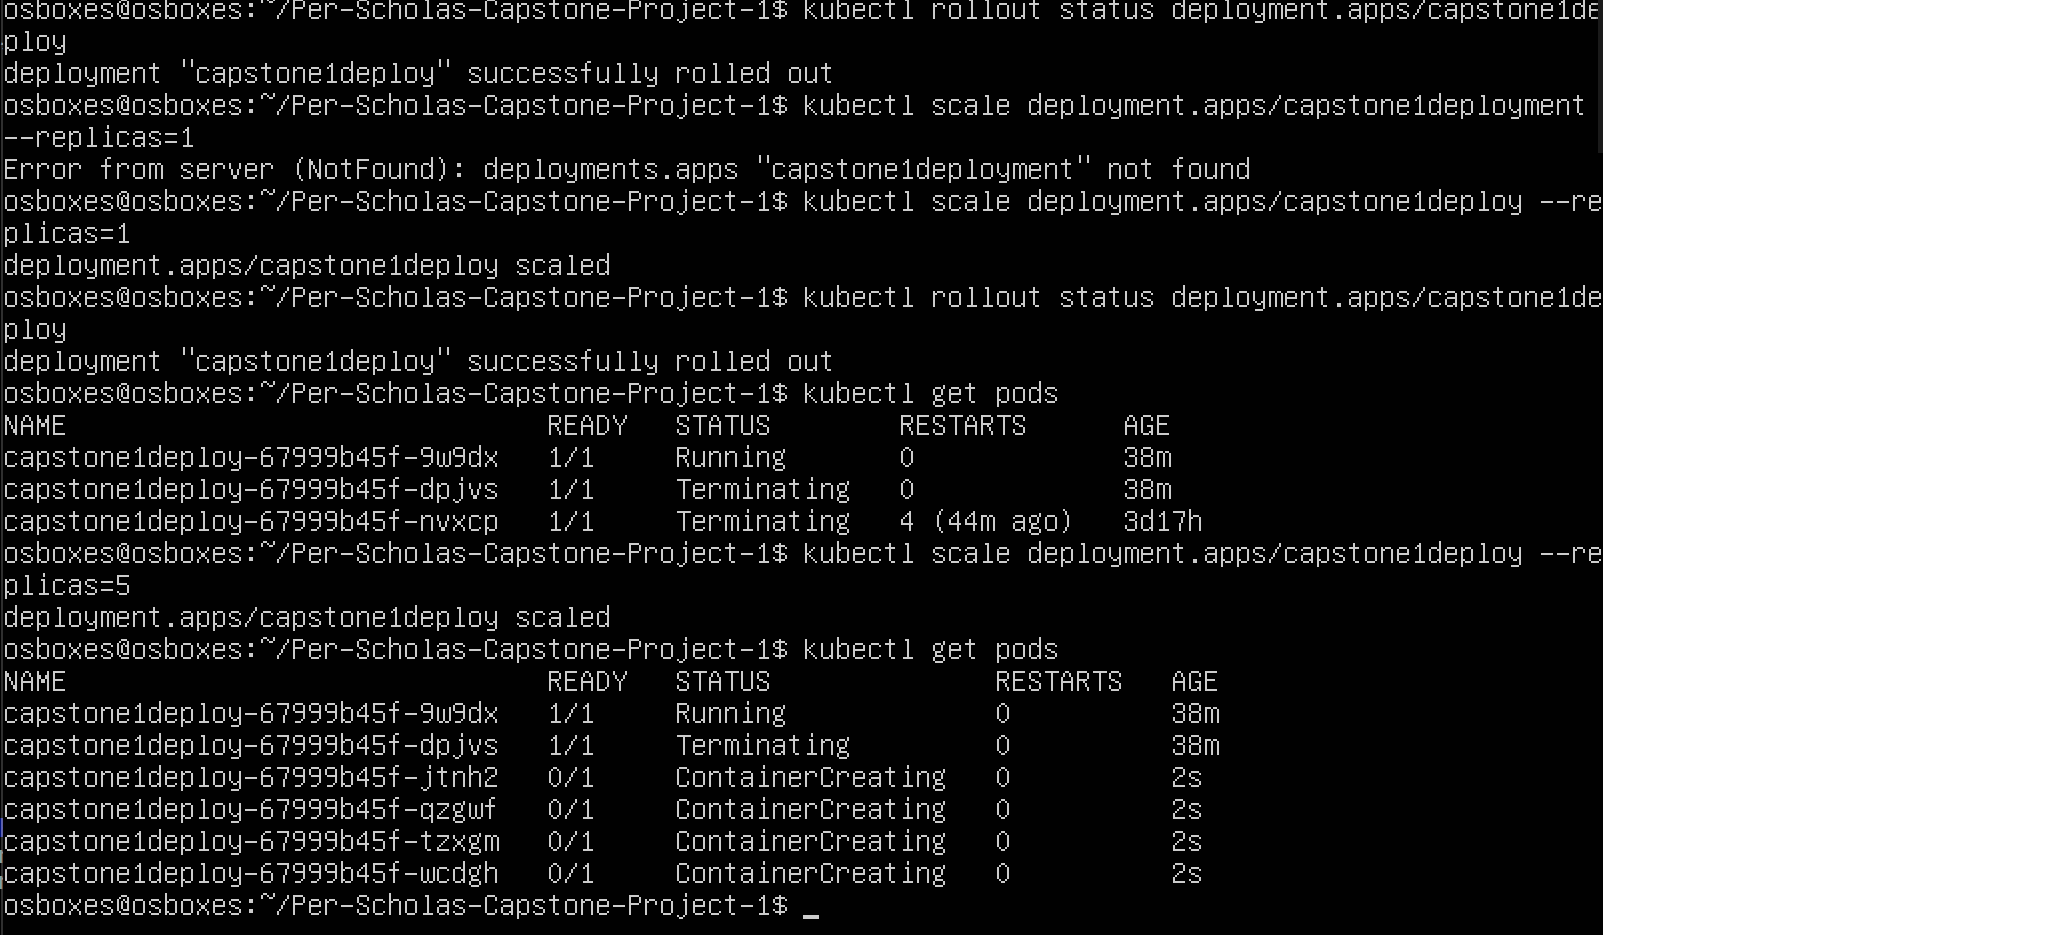 osboxes@osboxes:~/Per-Scholas-Capstone-Project-1$ kubectl rollout status deployment.apps/capstone1de
ploy
deployment "capstone1deploy" successfully rolled out
osboxes@osboxes:~/Per-Scholas-Capstone-Project-1$ kubectl scale deployment.apps/capstone1deployment
--replicas=1
Error from server (NotFound): deployments.apps "capstone1deployment" not found
osboxes@osboxes:~/Per-Scholas-Capstone-Project-1$ kubectl scale deployment.apps/capstone1deploy --re
plicas=1
deployment.apps/capstone1deploy scaled
osboxes@osboxes:~/Per-Scholas-Capstone-Project-1$ kubectl rollout status deployment.apps/capstone1de
ploy
deployment "capstone1deploy" successfully rolled out
osboxes@osboxes:~/Per-Scholas-Capstone-Project-1$ kubectl get pods
NAME                              READY   STATUS        RESTARTS      AGE
capstone1deploy-67999b45f-9w9dx   1/1     Running       0             38m
capstone1deploy-67999b45f-dpjvs   1/1     Terminating   0             38m
capstone1deploy-67999b45f-nvxcp   1/1     Terminating   4 (44m ago)   3d17h
osboxes@osboxes:~/Per-Scholas-Capstone-Project-1$ kubectl scale deployment.apps/capstone1deploy --re
plicas=5
deployment.apps/capstone1deploy scaled
osboxes@osboxes:~/Per-Scholas-Capstone-Project-1$ kubectl get pods
NAME                              READY   STATUS              RESTARTS   AGE
capstone1deploy-67999b45f-9w9dx   1/1     Running             0          38m
capstone1deploy-67999b45f-dpjvs   1/1     Terminating         0          38m
capstone1deploy-67999b45f-jtnh2   0/1     ContainerCreating   0          2s
capstone1deploy-67999b45f-qzgwf   0/1     ContainerCreating   0          2s
capstone1deploy-67999b45f-tzxgm   0/1     ContainerCreating   0          2s
capstone1deploy-67999b45f-wcdgh   0/1     ContainerCreating   0          2s
osboxes@osboxes:~/Per-Scholas-Capstone-Project-1$ _